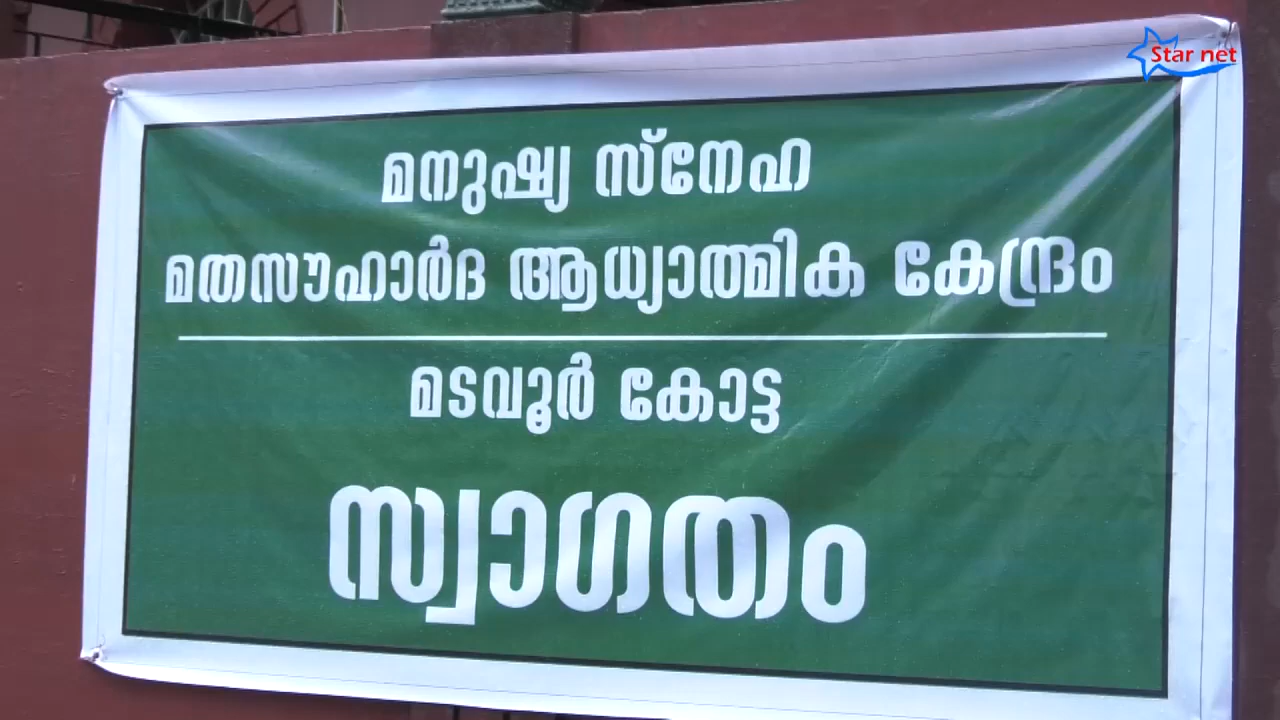 Star net
മനുഷ്യ സ്നേഹ
മതസൗഹാർദ ആധ്യാത്മിക കേന്ദ്രം
മടവൂർ കോട്ട
സ്വാഗതം